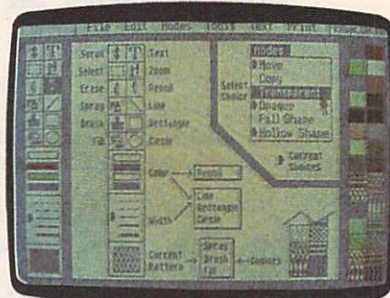 File Edit Modes Tools Text Print
Scroll Text
Select Zoom
Erase Pencil
Spray Line
Brush Rectangle
Fill Circle
Modes
Move
Copy
Transparent
Opaque
Fill Shape
Hollow Shape
Select
Choice
Current
Choices
Color Pencil
Line
Rectangle
Circle
Width
Current
Pattern
Spray
Brush
Fill
Choices